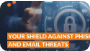 YOUR SHIELD AGAINST PHIS
AND EMAIL THREATS